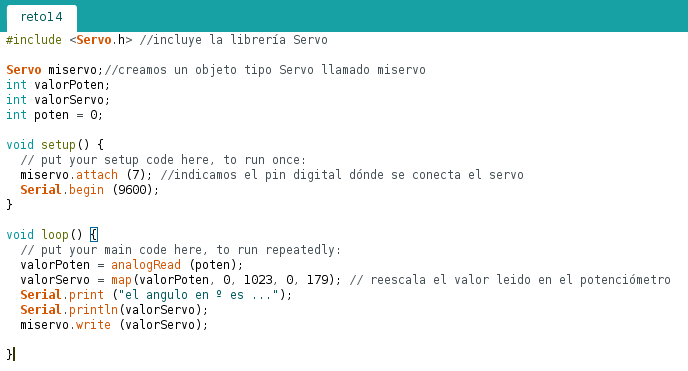 reto14
#include <Servo.h> //incluye la librería Servo
Servo miservo;//creamos un objeto tipo Servo llamado miservo
int valorPoten;
int valorServo;
int poten = 0;
void setup() {
// put your setup code here, to run once:
miservo.attach (7); //indicamos el pin digital dónde se conecta el servo
Serial.begin (9600);
}
void loop() {
// put your main code here, to run repeatedly:
valorPoten = analogRead (poten);
valorServo = map(valorPoten, 0, 1023, 0, 179); // reescala el valor leido en el potenciómetro
Serial.print ("el angulo en º es ...");
Serial.println(valorServo);
miservo.write (valorServo);
}